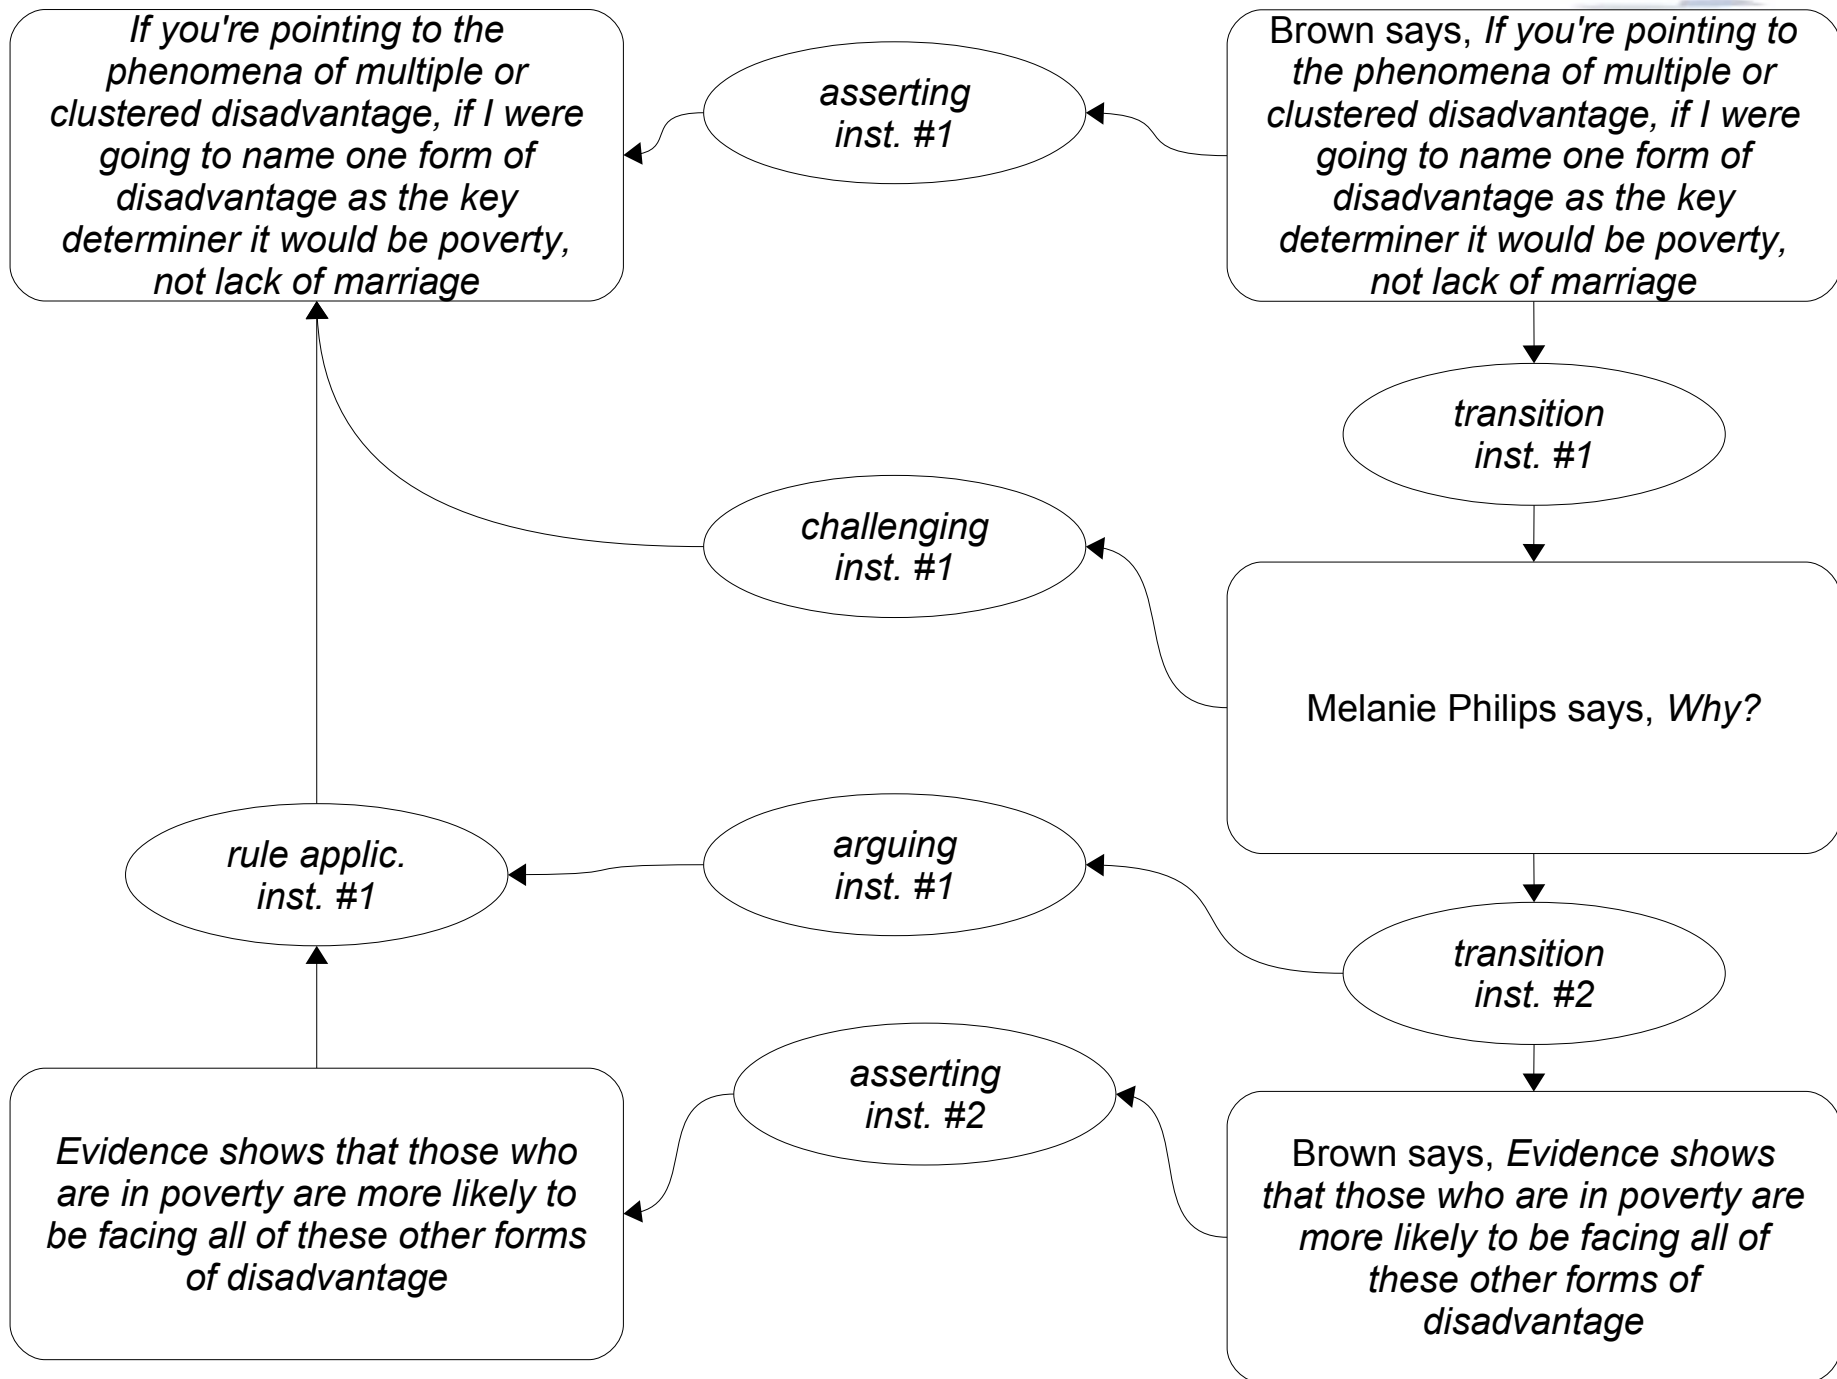 If you're pointing to the
phenomena of multiple or
clustered disadvantage, if I were
going to name one form of
disadvantage as the key
determiner it would be poverty,
not lack of marriage
asserting
inst. #1
Brown says, If you're pointing to
the phenomena of multiple or
clustered disadvantage, if I were
going to name one form of
disadvantage as the key
determiner it would be poverty,
not lack of marriage
transition
inst. #1
challenging
inst. #1
Melanie Philips says, Why?
rule applic.
inst. #1
arguing
inst. #1
transition
inst. #2
asserting
inst. #2
Evidence shows that those who
are in poverty are more likely to
be facing all of these other forms
of disadvantage
Brown says, Evidence shows
that those who are in poverty are
more likely to be facing all of
these other forms of
disadvantage